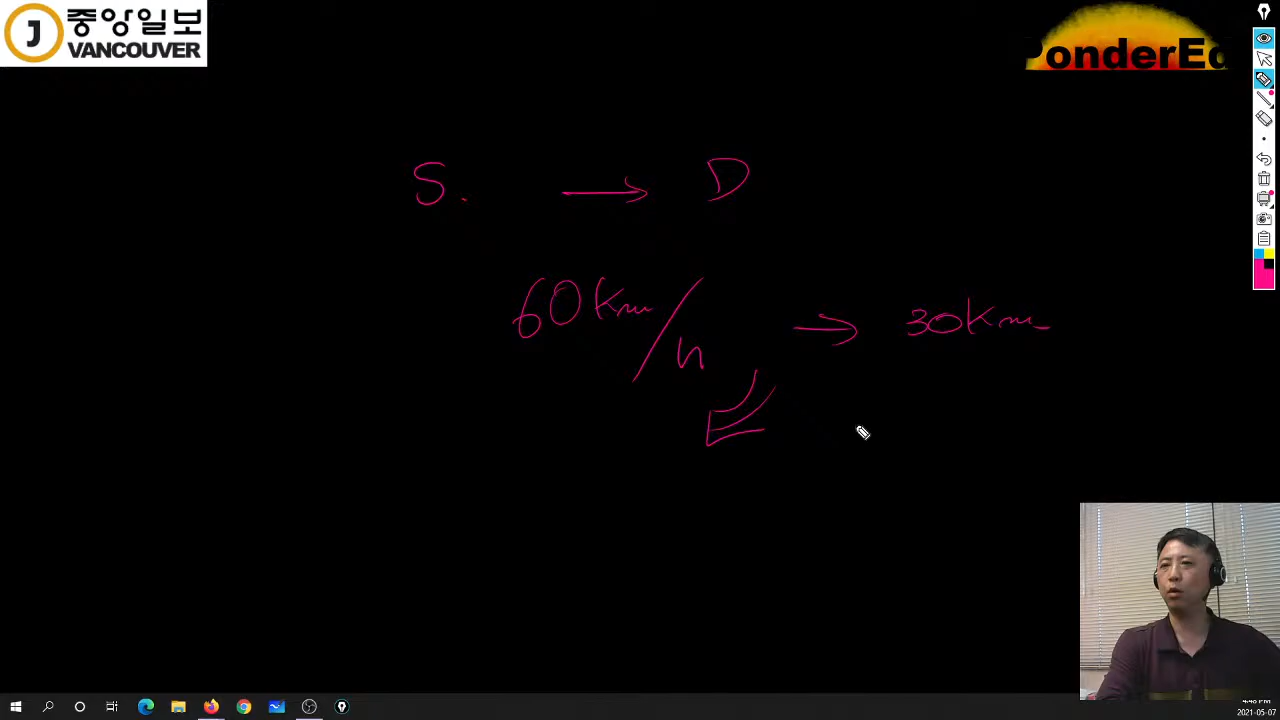 J 중앙일보
VANCOUVER
PonderEd
S. → D
60Km/h → 30Km
2021-05-07